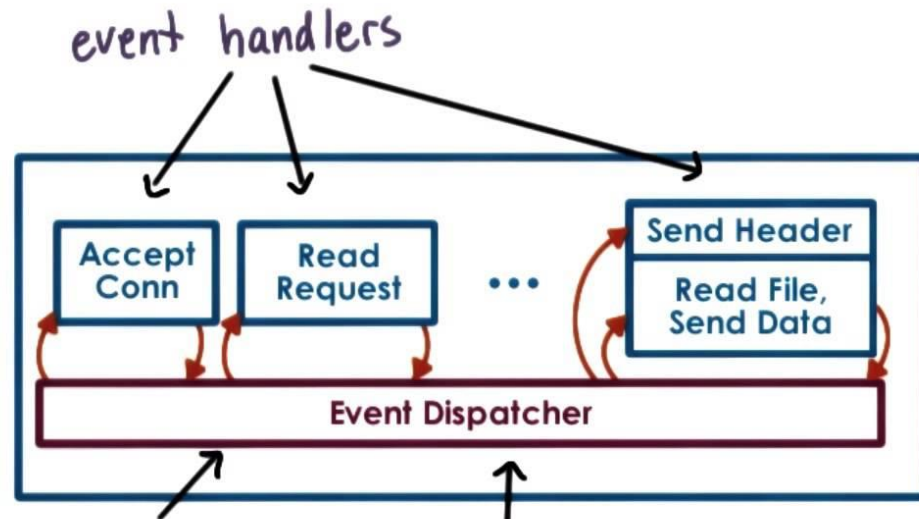 event handlers
Accept
Conn
Read
Request
...
Send Header
Read File,
Send Data
Event Dispatcher